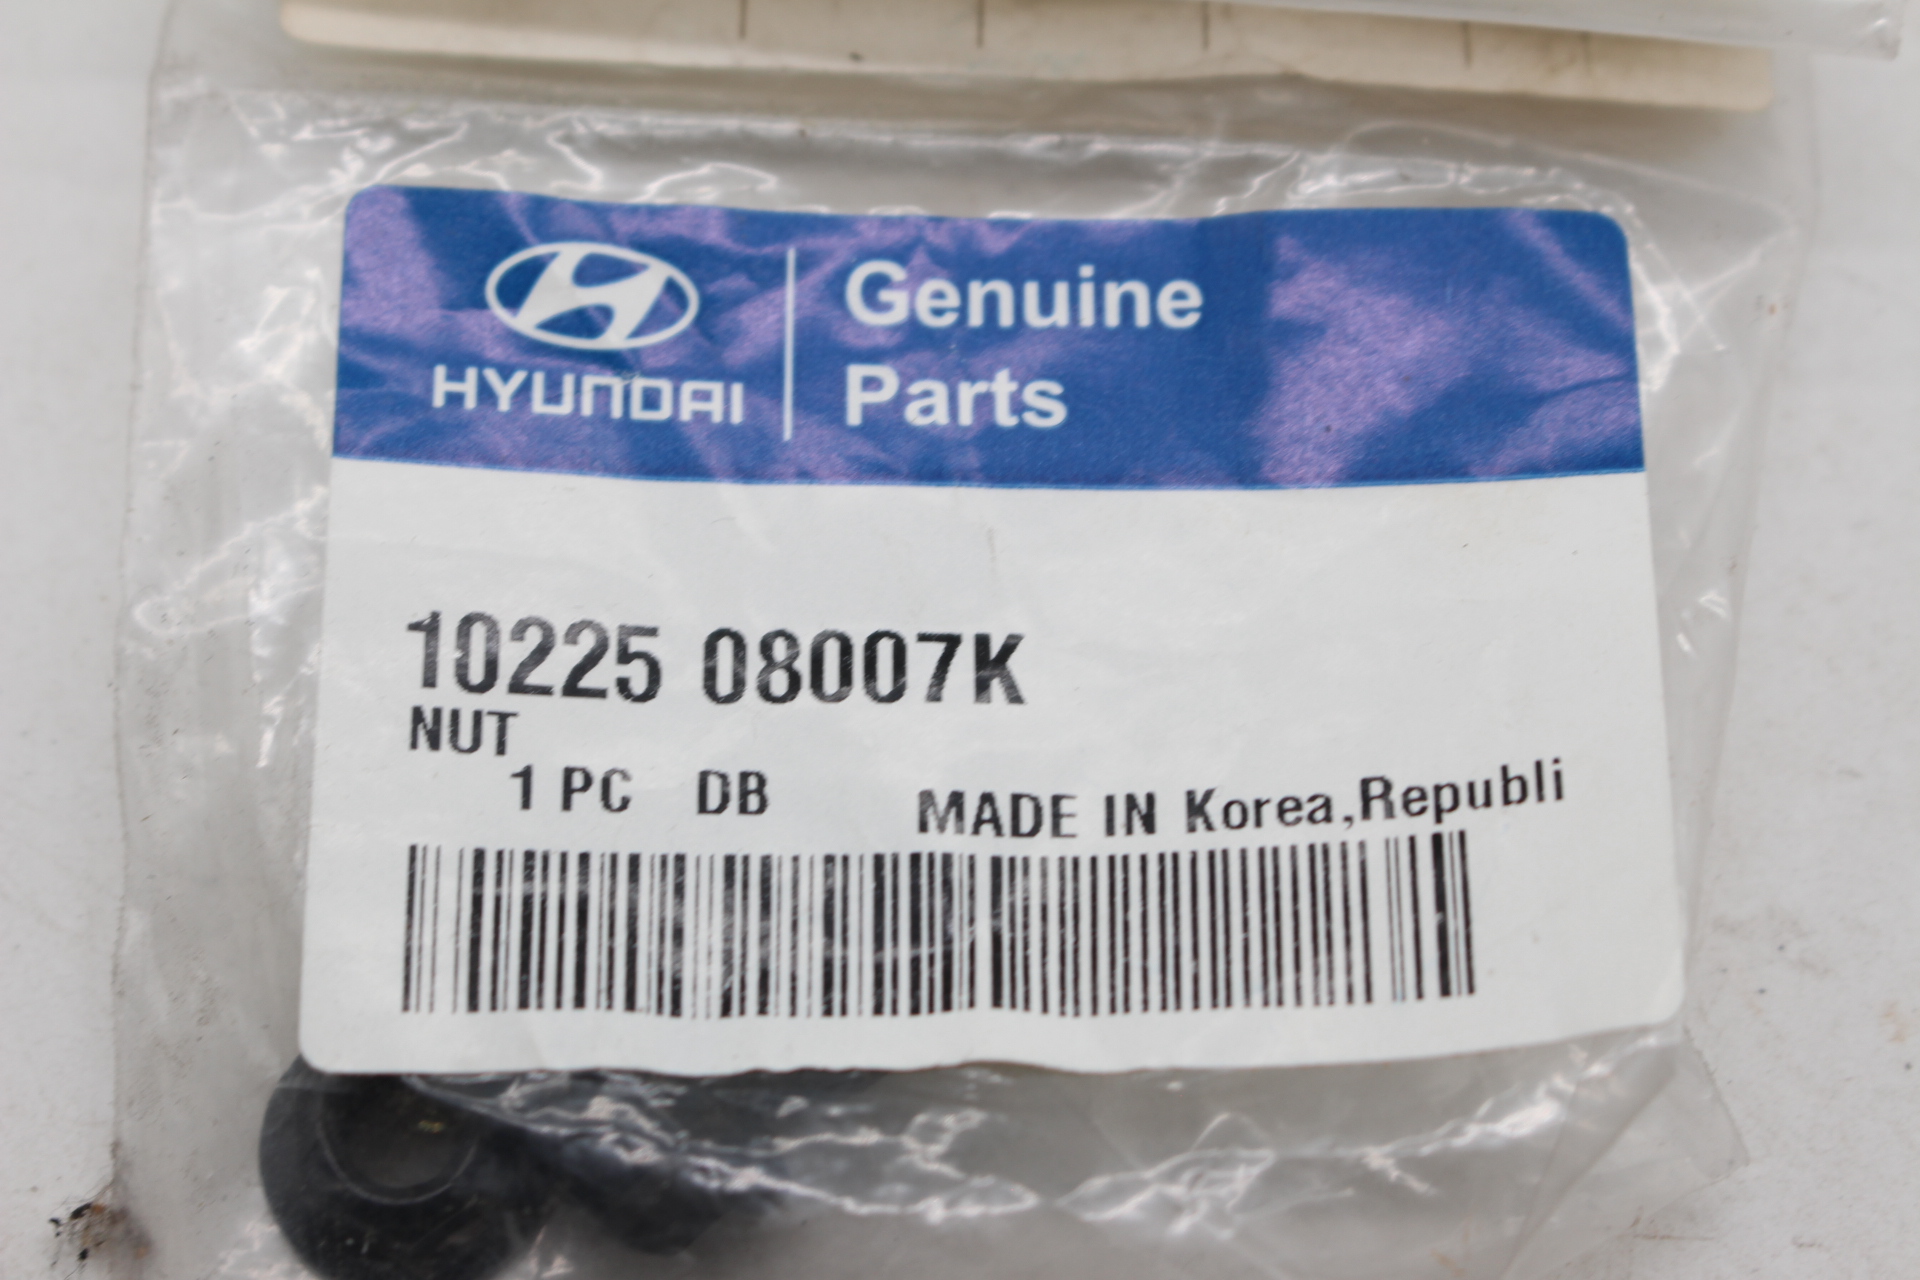 HYUNDAI
Genuine
Parts
10225 08007K
NUT
1 PC DB MADE IN Korea,Republi